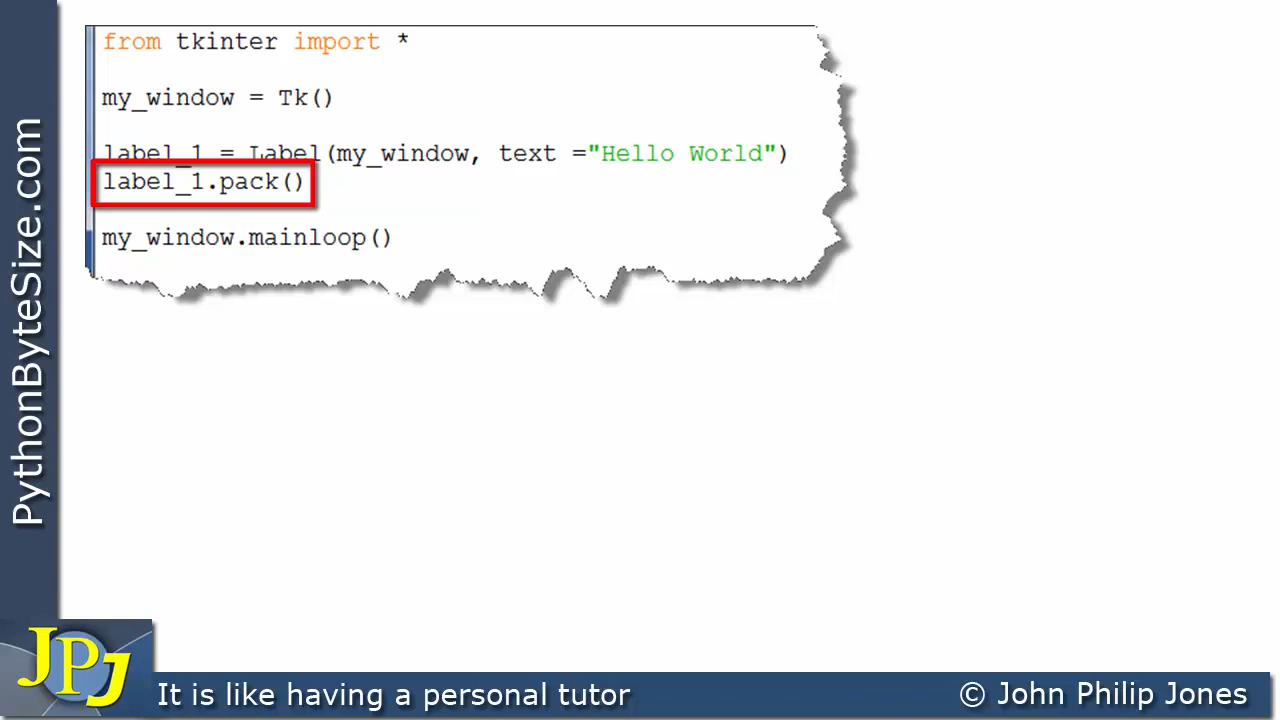 from tkinter import *
my_window = Tk()
label_1 = Label(my_window, text ="Hello World")
label_1.pack()
my_window.mainloop()
PythonByteSize.com
JPJ
It is like having a personal tutor
© John Philip Jones